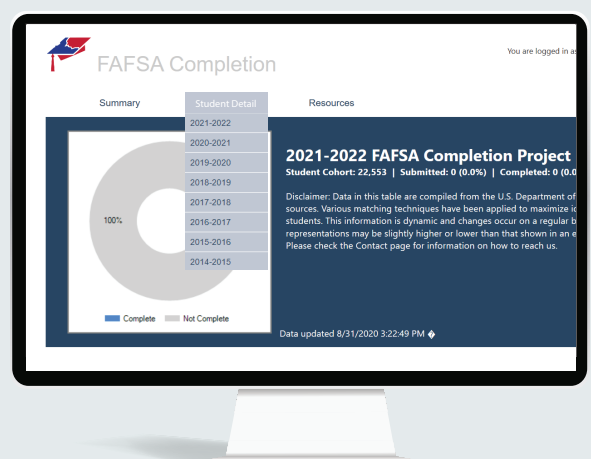 You are logged in as
FAFSA Completion
Summary
Student Detail
Resources
2021-2022
2020-2021
2019-2020
2018-2019
2017-2018
2016-2017
2015-2016
2014-2015
100%
Complete
Not Complete
2021-2022 FAFSA Completion Project
Student Cohort: 22,553 | Submitted: 0 (0.0%) | Completed: 0 (0.0
Disclaimer: Data in this table are compiled from the U.S. Department of
sources. Various matching techniques have been applied to maximize
students. This information is dynamic and changes occur on a regular
representations may be slightly higher or lower than that shown in an
Please check the Contact page for information on how to reach us.
Data updated 8/31/2020 3:22:49 PM �